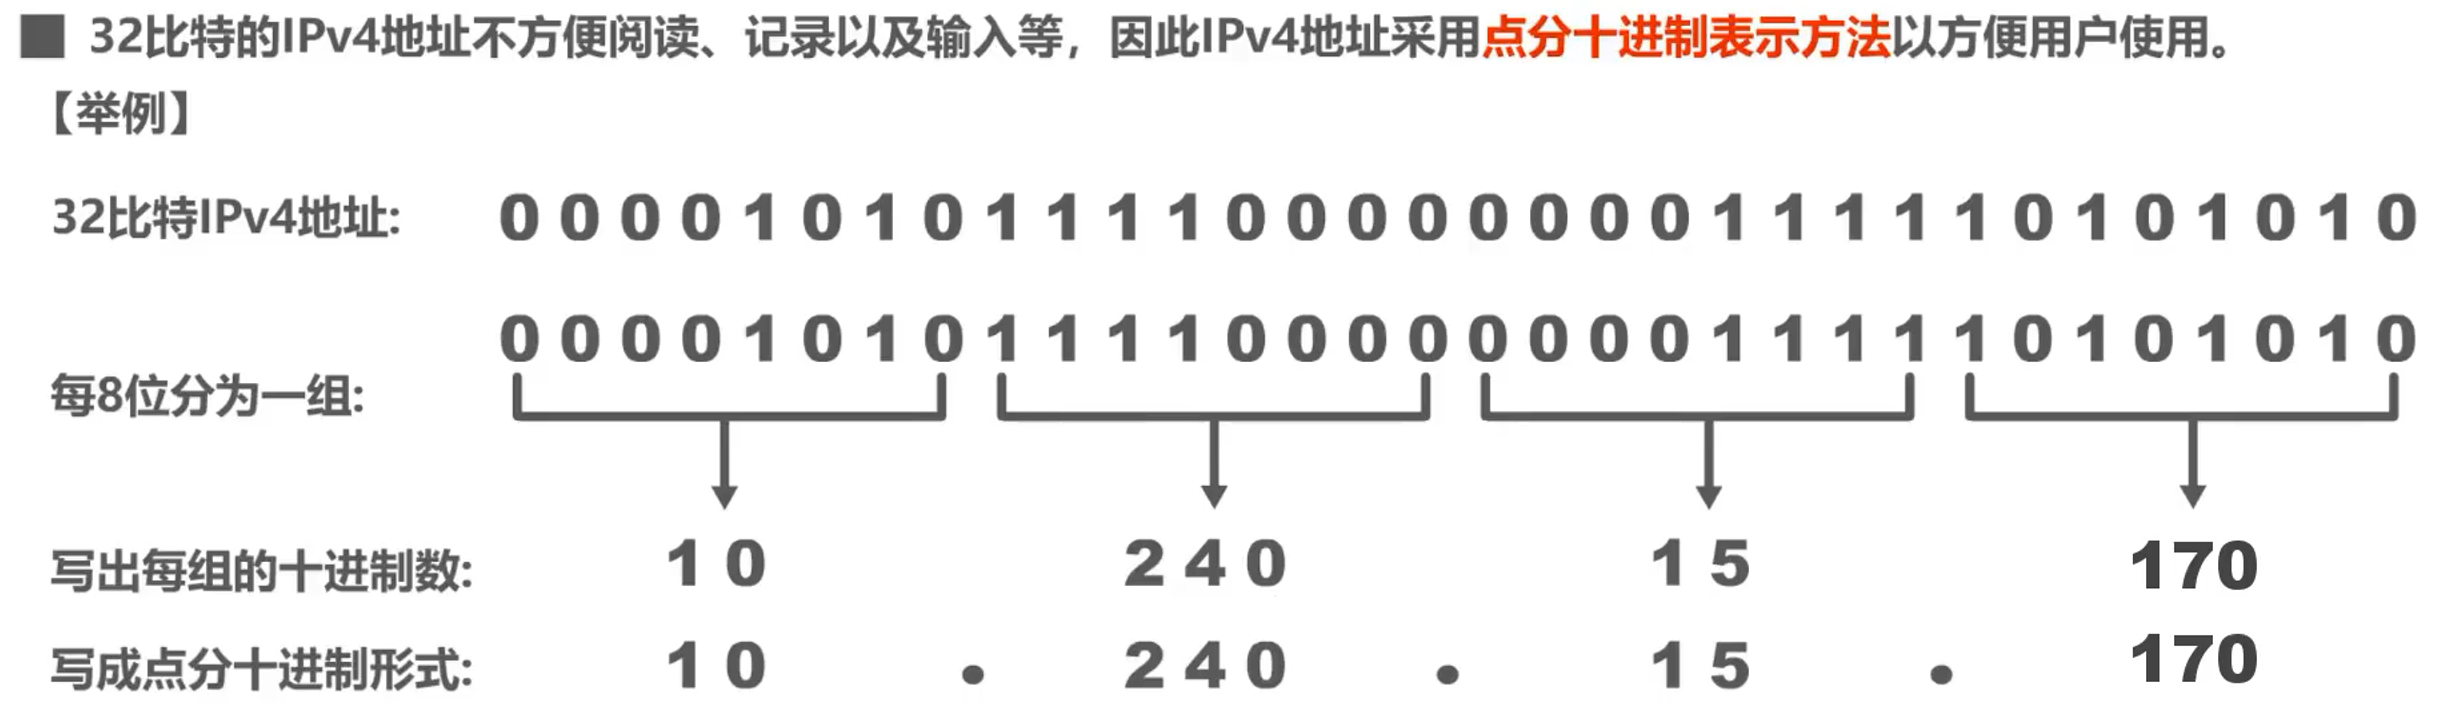 ■ 32比特的IPv4地址不方便阅读、记录以及输入等，因此IPv4地址采用点分十进制表示方法以方便用户使用。
【举例】
32比特IPv4地址: 0 0 0 0 1 0 1 0 1 1 1 1 0 0 0 0 0 0 0 0 1 1 1 1 1 0 1 0 1 0 1 0
0 0 0 0 1 0 1 0 1 1 1 1 0 0 0 0 0 0 0 0 1 1 1 1 1 0 1 0 1 0 1 0
每8位分为一组:
写出每组的十进制数: 1 0 2 4 0 1 5 170
写成点分十进制形式: 1 0 . 2 4 0 . 1 5 . 170